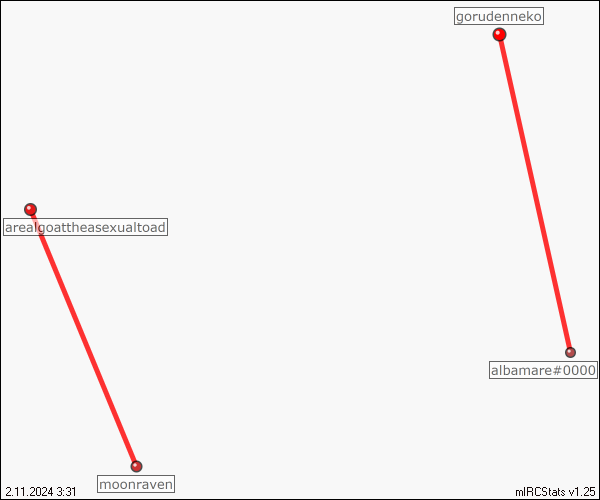 gorudenneko
arealgoattheasexualtoad
albamare#0000
moonraven
2.11.2024 3:31
mIRCStats v1.25